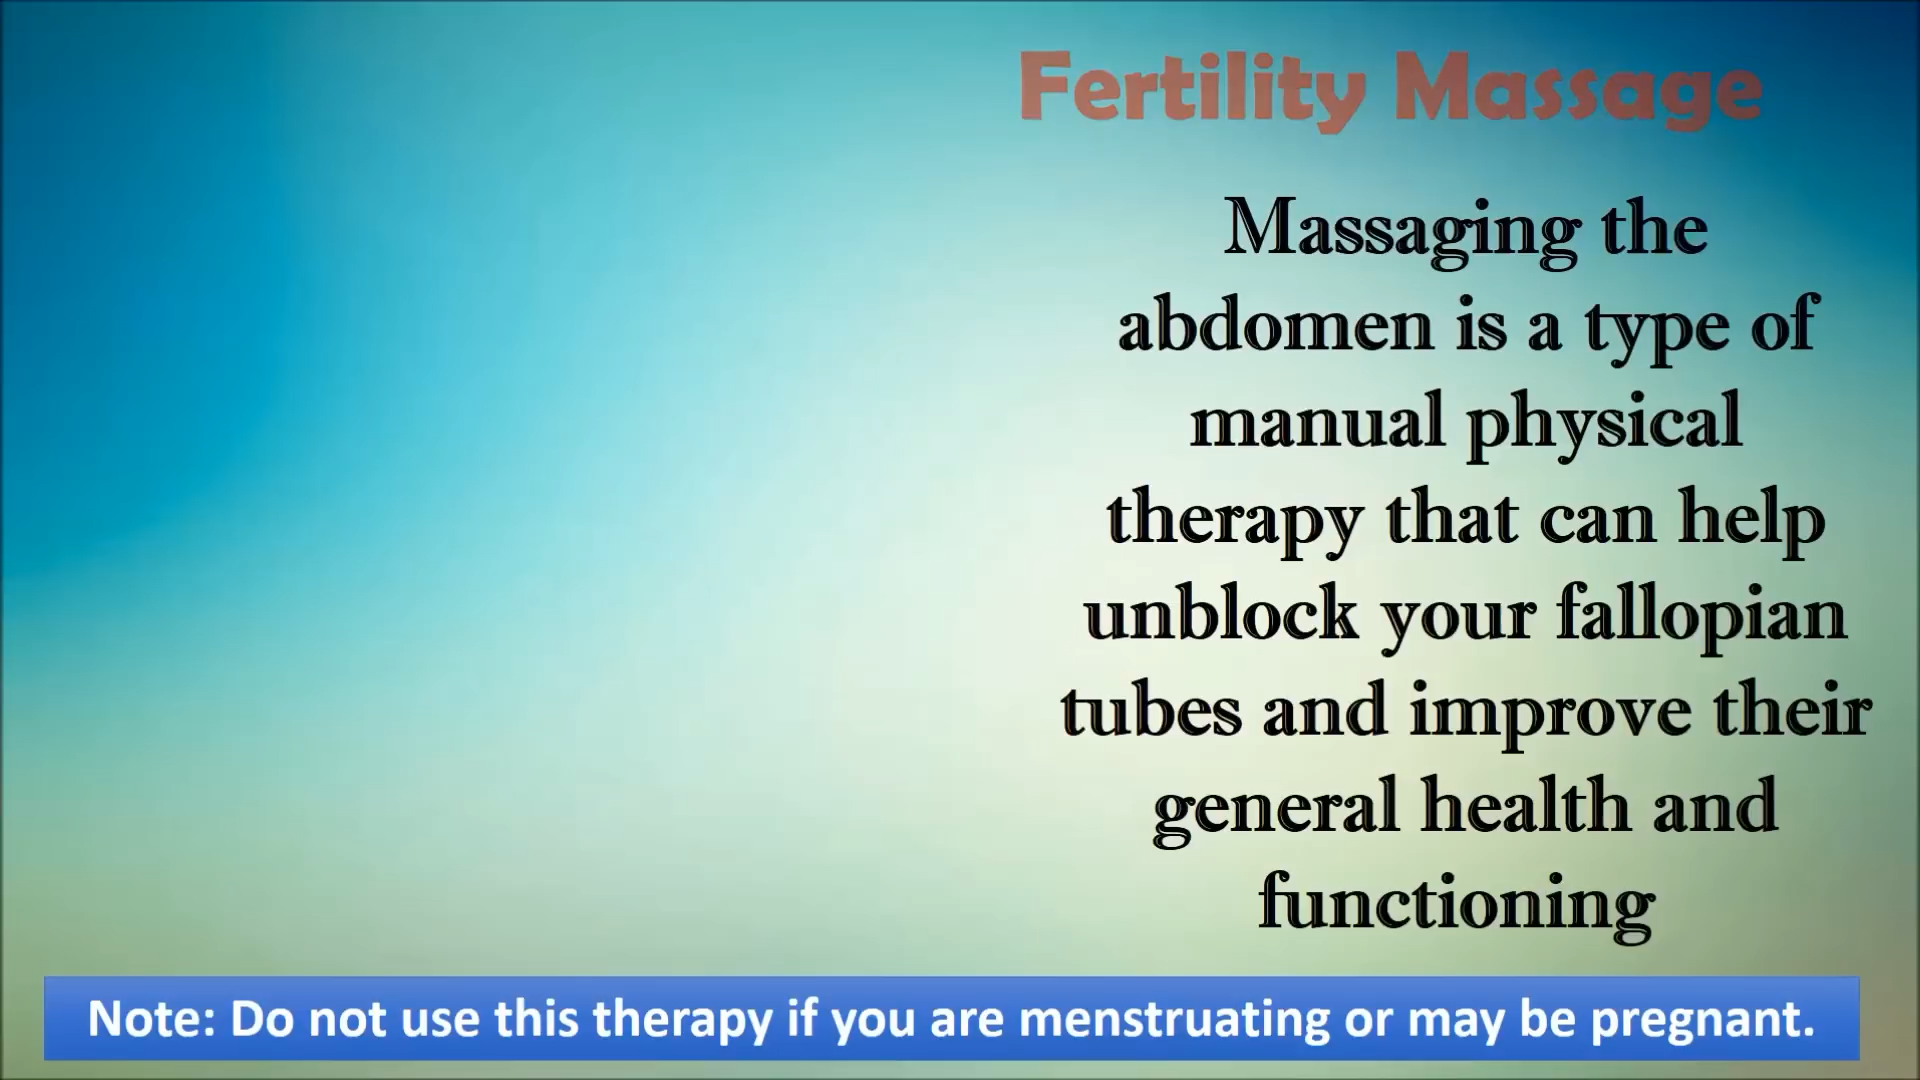 Fertility Massage
Massaging the
abdomen is a type of
manual physical
therapy that can help
unblock your fallopian
tubes and improve their
general health and
functioning
Note: Do not use this therapy if you are menstruating or may be pregnant.